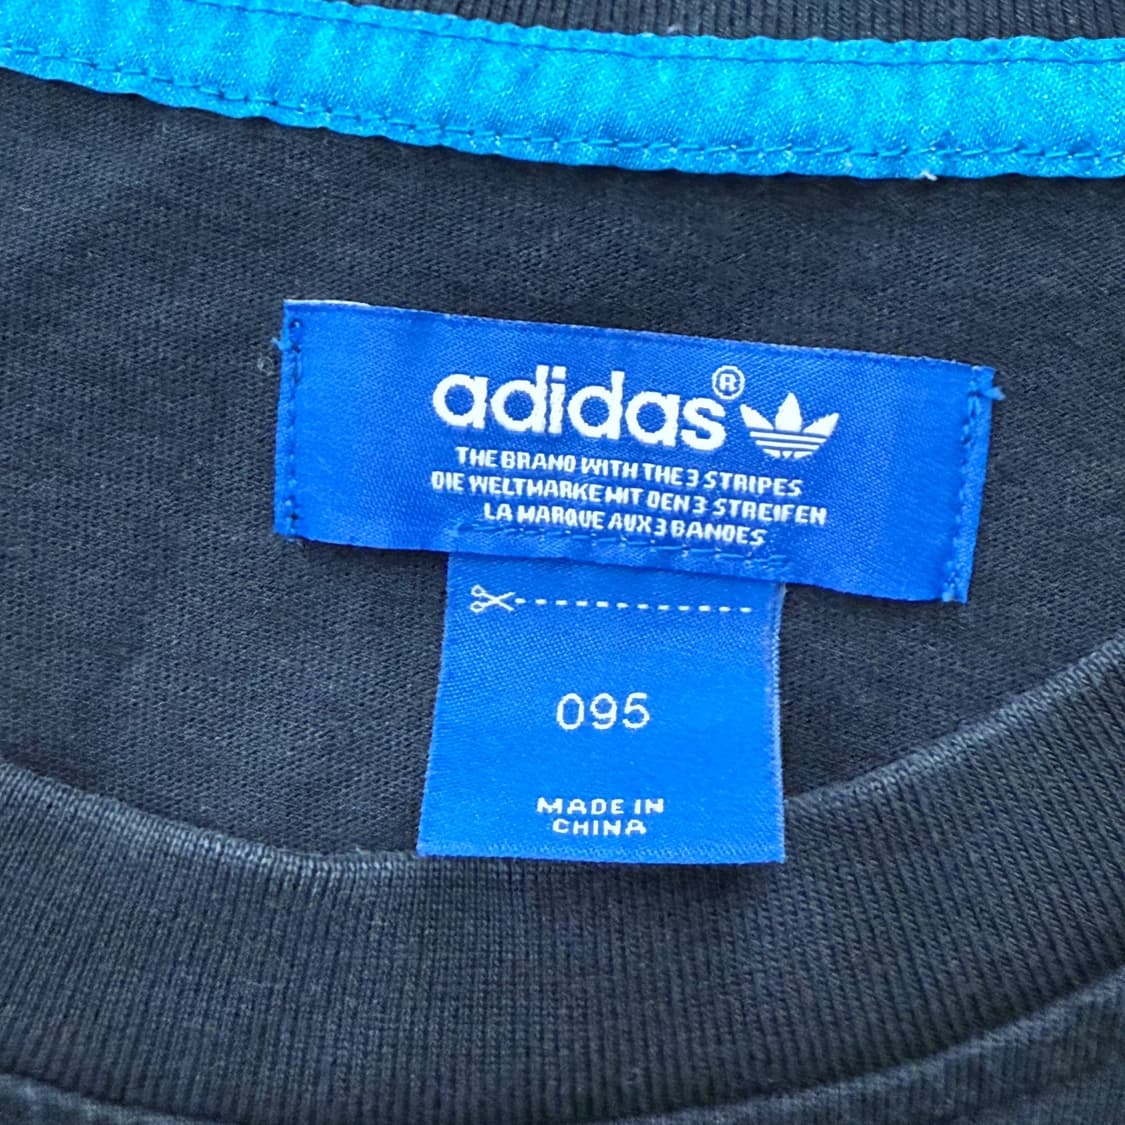 adidas®
THE BRAND WITH THE 3 STRIPES
DIE WELTMARKE MIT DEN 3 STREIFEN
LA MARQUE AUX 3 BANDES
095
MADE IN
CHINA